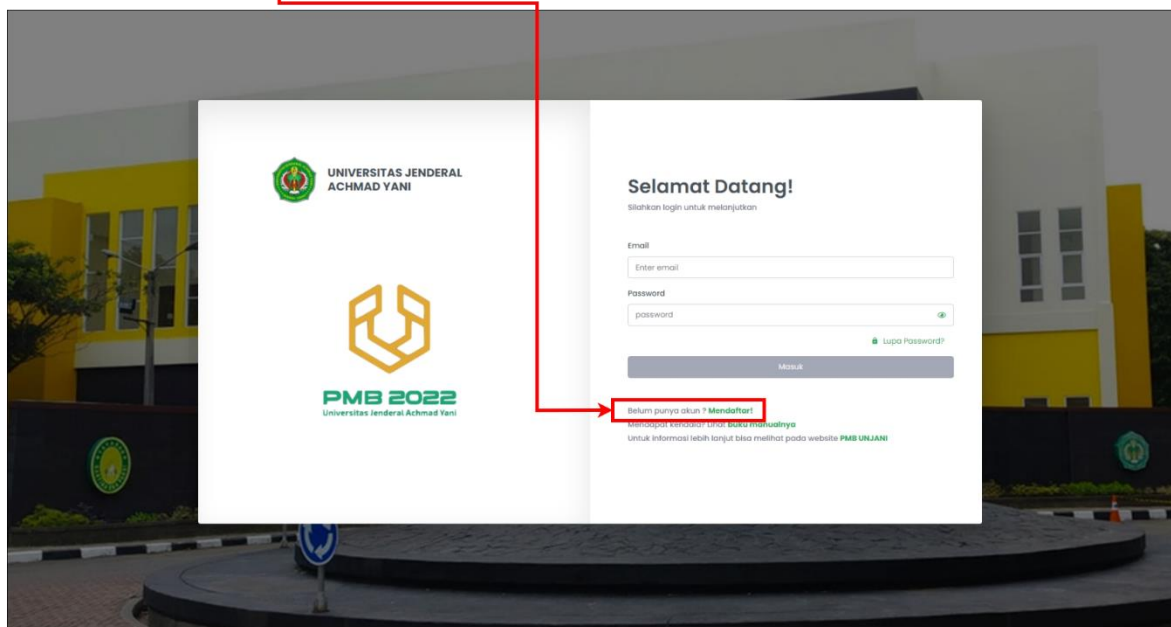 UNIVERSITAS JENDERAL
ACHMAD YANI
PMB 2022
Universitas Jenderal Achmad Yani
Selamat Datang!
Silahkan login untuk melanjutkan
Email
Enter email
Password
password
Lupa Password?
Masuk
Belum punya akun ? Mendaftar!
Mendapat kendala? Lihat buku manualnya
Untuk informasi lebih lanjut bisa melihat pada website PMB UNJANI